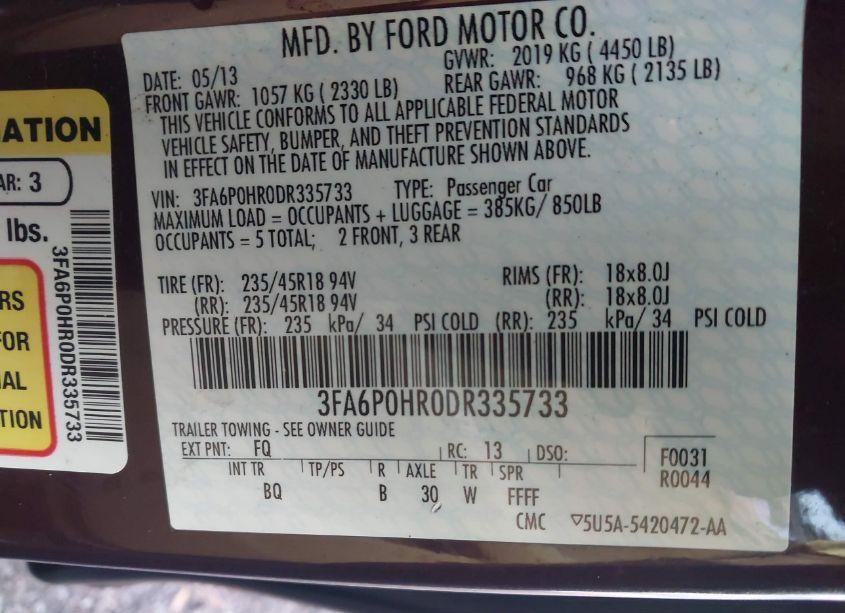 MFD. BY FORD MOTOR CO.
DATE: 05/13 GVWR: 2019 KG ( 4450 LB)
FRONT GAWR: 1057 KG ( 2330 LB) REAR GAWR: 968 KG ( 2135 LB)
THIS VEHICLE CONFORMS TO ALL APPLICABLE FEDERAL MOTOR
VEHICLE SAFETY, BUMPER, AND THEFT PREVENTION STANDARDS
IN EFFECT ON THE DATE OF MANUFACTURE SHOWN ABOVE.
VIN: 3FA6P0HR0DR335733 TYPE: Passenger Car
MAXIMUM LOAD = OCCUPANTS + LUGGAGE = 385KG/ 850LB
OCCUPANTS = 5 TOTAL; 2 FRONT, 3 REAR
TIRE (FR): 235/45R18 94V RIMS (FR): 18x8.0J
(RR): 235/45R18 94V (RR): 18x8.0J
PRESSURE (FR): 235 kPa/ 34 PSI COLD (RR): 235 kPa/ 34 PSI COLD
3FA6P0HR0DR335733
TRAILER TOWING - SEE OWNER GUIDE
EXT PNT: FQ RC: 13 DSO:
F0031
R0044
INT TR TP/PS R AXLE TR SPR
BQ B 30 W FFFF
CMC ▽5U5A-5420472-AA
ATION
AR: 3
lbs.
3FA6P0HR0DR335733
RS
FOR
AL
TION